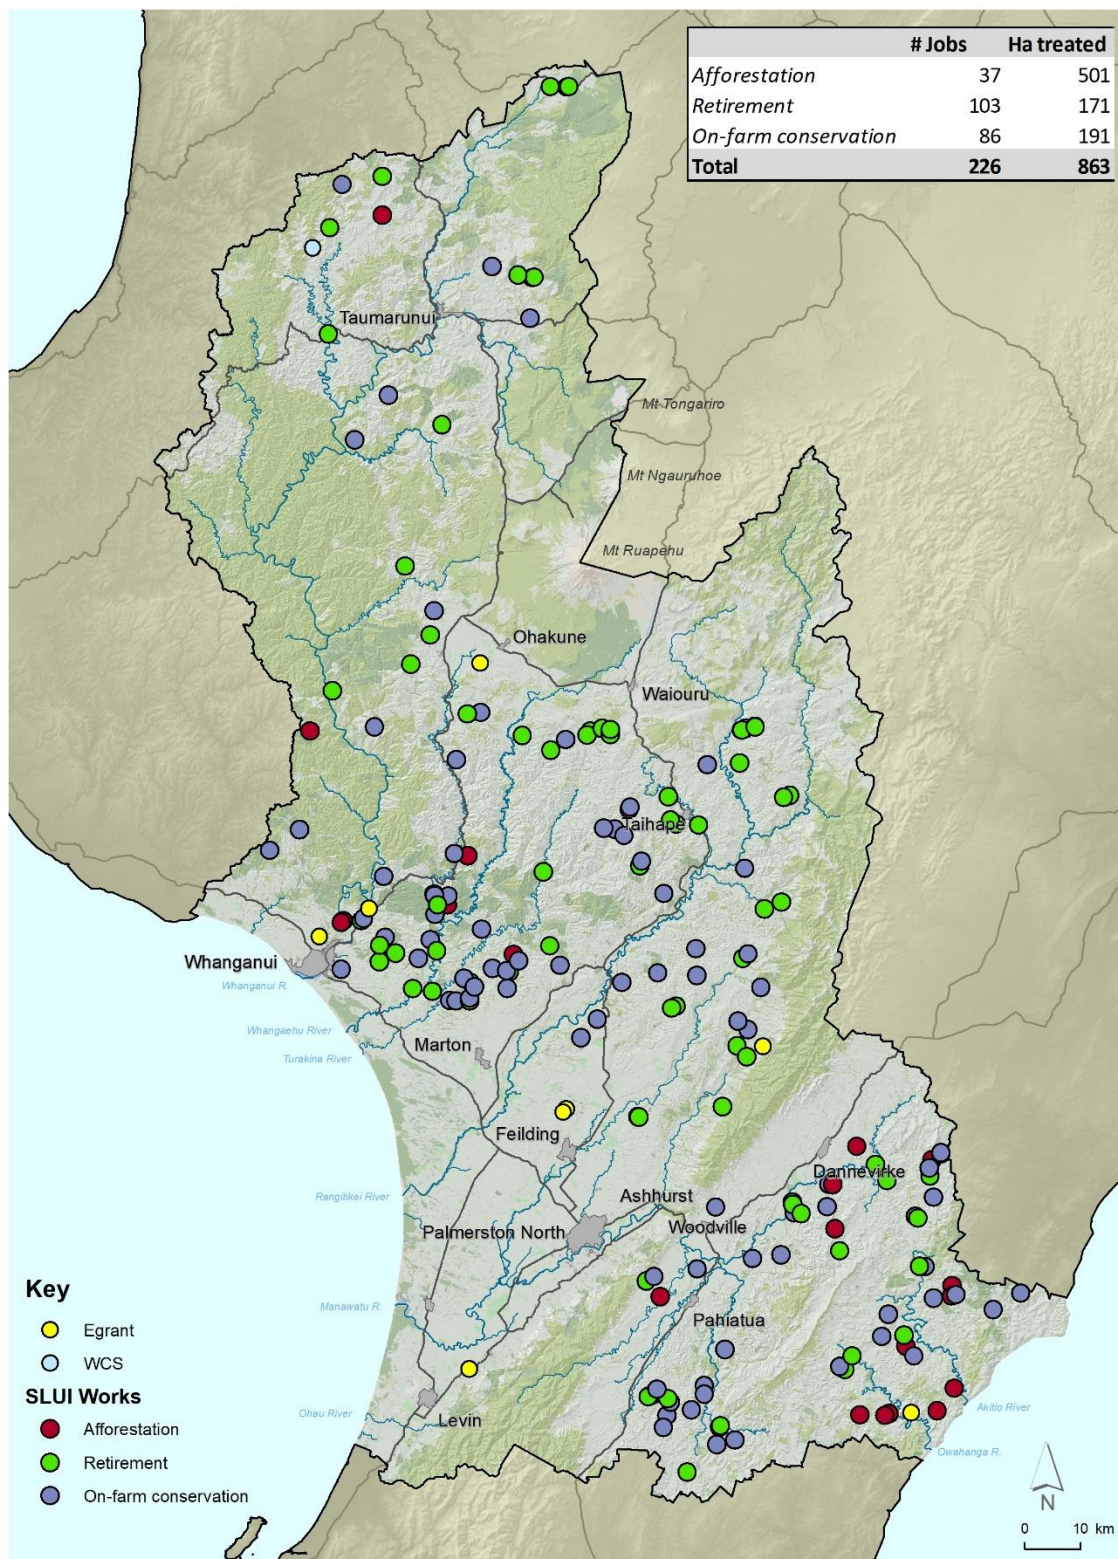 # Jobs Ha treated
Afforestation 37 501
Retirement 103 171
On-farm conservation 86 191
Total 226 863
Taumarunui
Mt Tongariro
Mt Ngauruhoe
Mt Ruapehu
Ohakune
Waiouru
Taihape
Whanganui
Whanganui R.
Whangaehu River
Marton
Turakina River
Feilding
Dannevirke
Rangitikei River
Ashhurst
Palmerston North
Woodville
Key
Egrant
WCS
SLUI Works
Afforestation
Retirement
On-farm conservation
Manawatu R.
Pahiatua
Ohau River
Levin
Akitio River
Owahanga R.
N
0 10 km